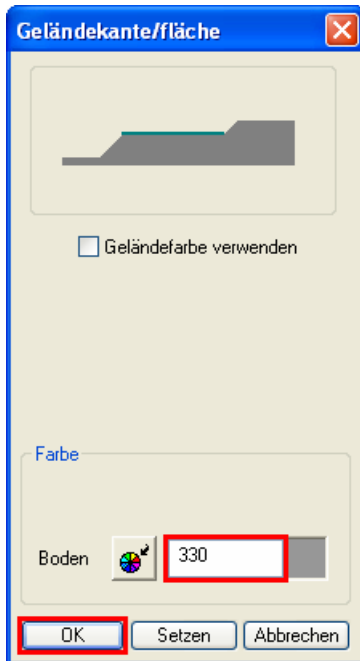 Geländekante/fläche
Geländefarbe verwenden
Farbe
Boden 330
OK Setzen Abbrechen